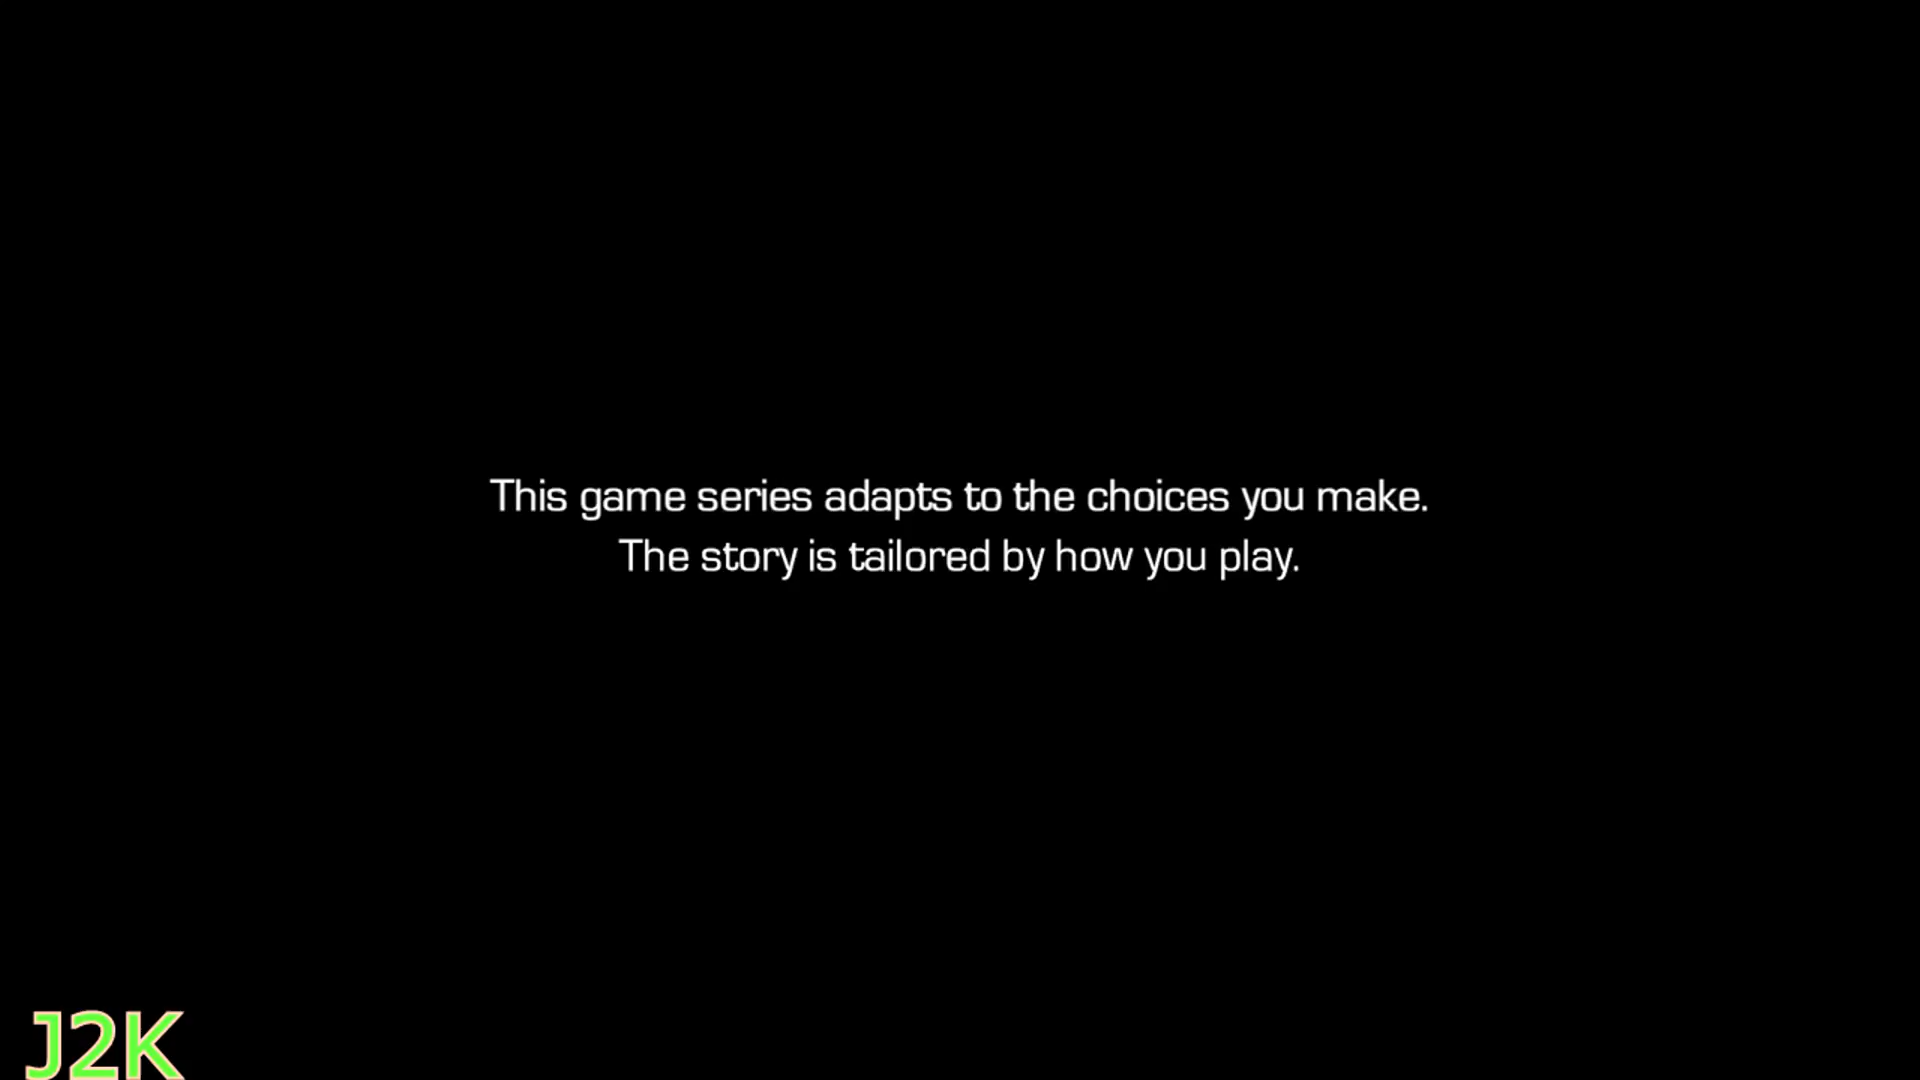 This game series adapts to the choices you make.
The story is tailored by how you play.
J2K